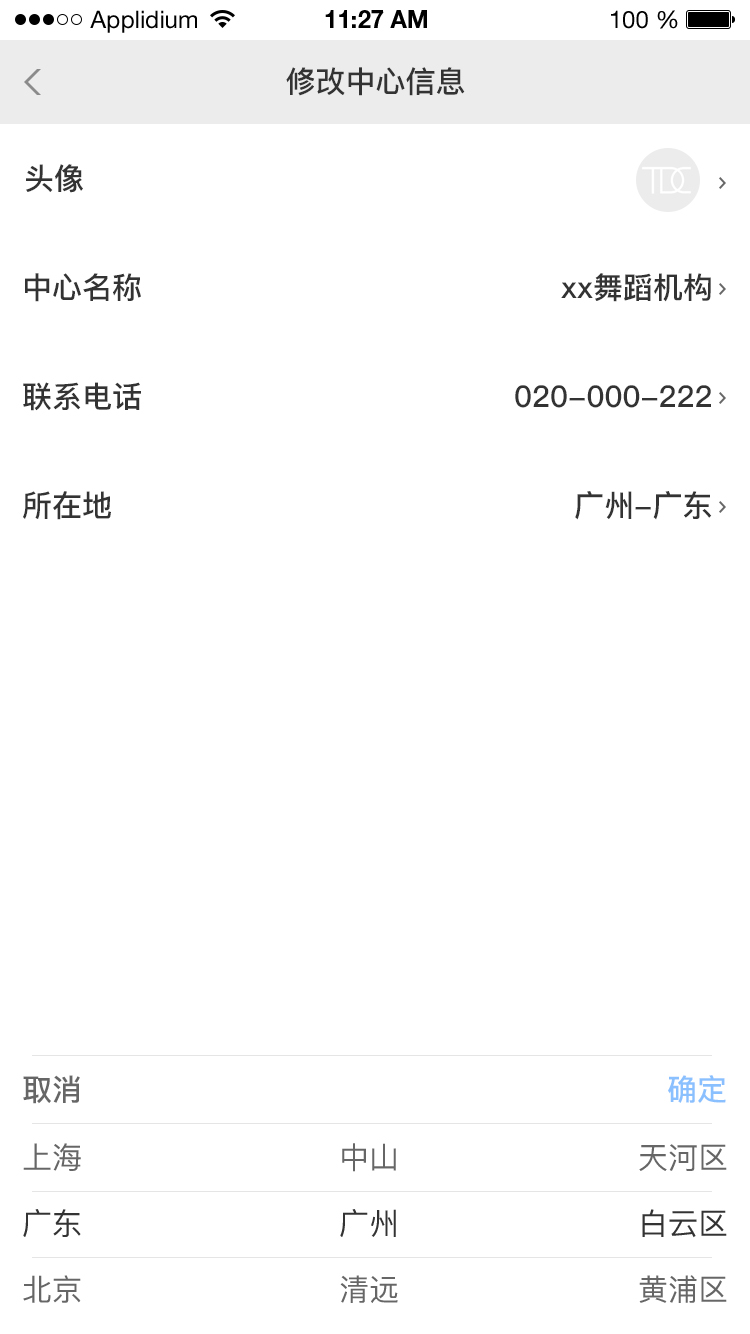 Applidium 11:27 AM 100 %
修改中心信息
头像 TDC
中心名称 xx舞蹈机构
联系电话 020-000-222
所在地 广州-广东
取消 确定
上海 中山 天河区
广东 广州 白云区
北京 清远 黄浦区